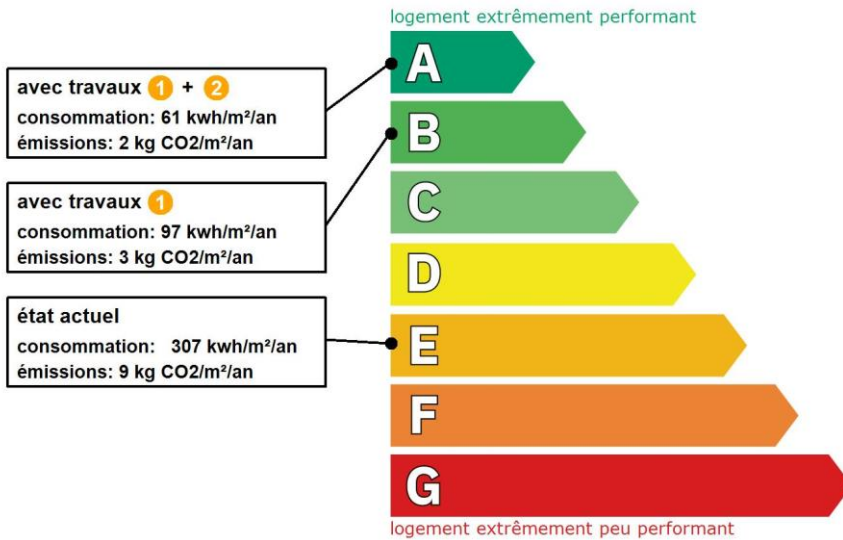 logement extrêmement performant
avec travaux 1 + 2
consommation: 61 kwh/m²/an
émissions: 2 kg CO2/m²/an
avec travaux 1
consommation: 97 kwh/m²/an
émissions: 3 kg CO2/m²/an
état actuel
consommation: 307 kwh/m²/an
émissions: 9 kg CO2/m²/an
A
B
C
D
E
F
G
logement extrêmement peu performant